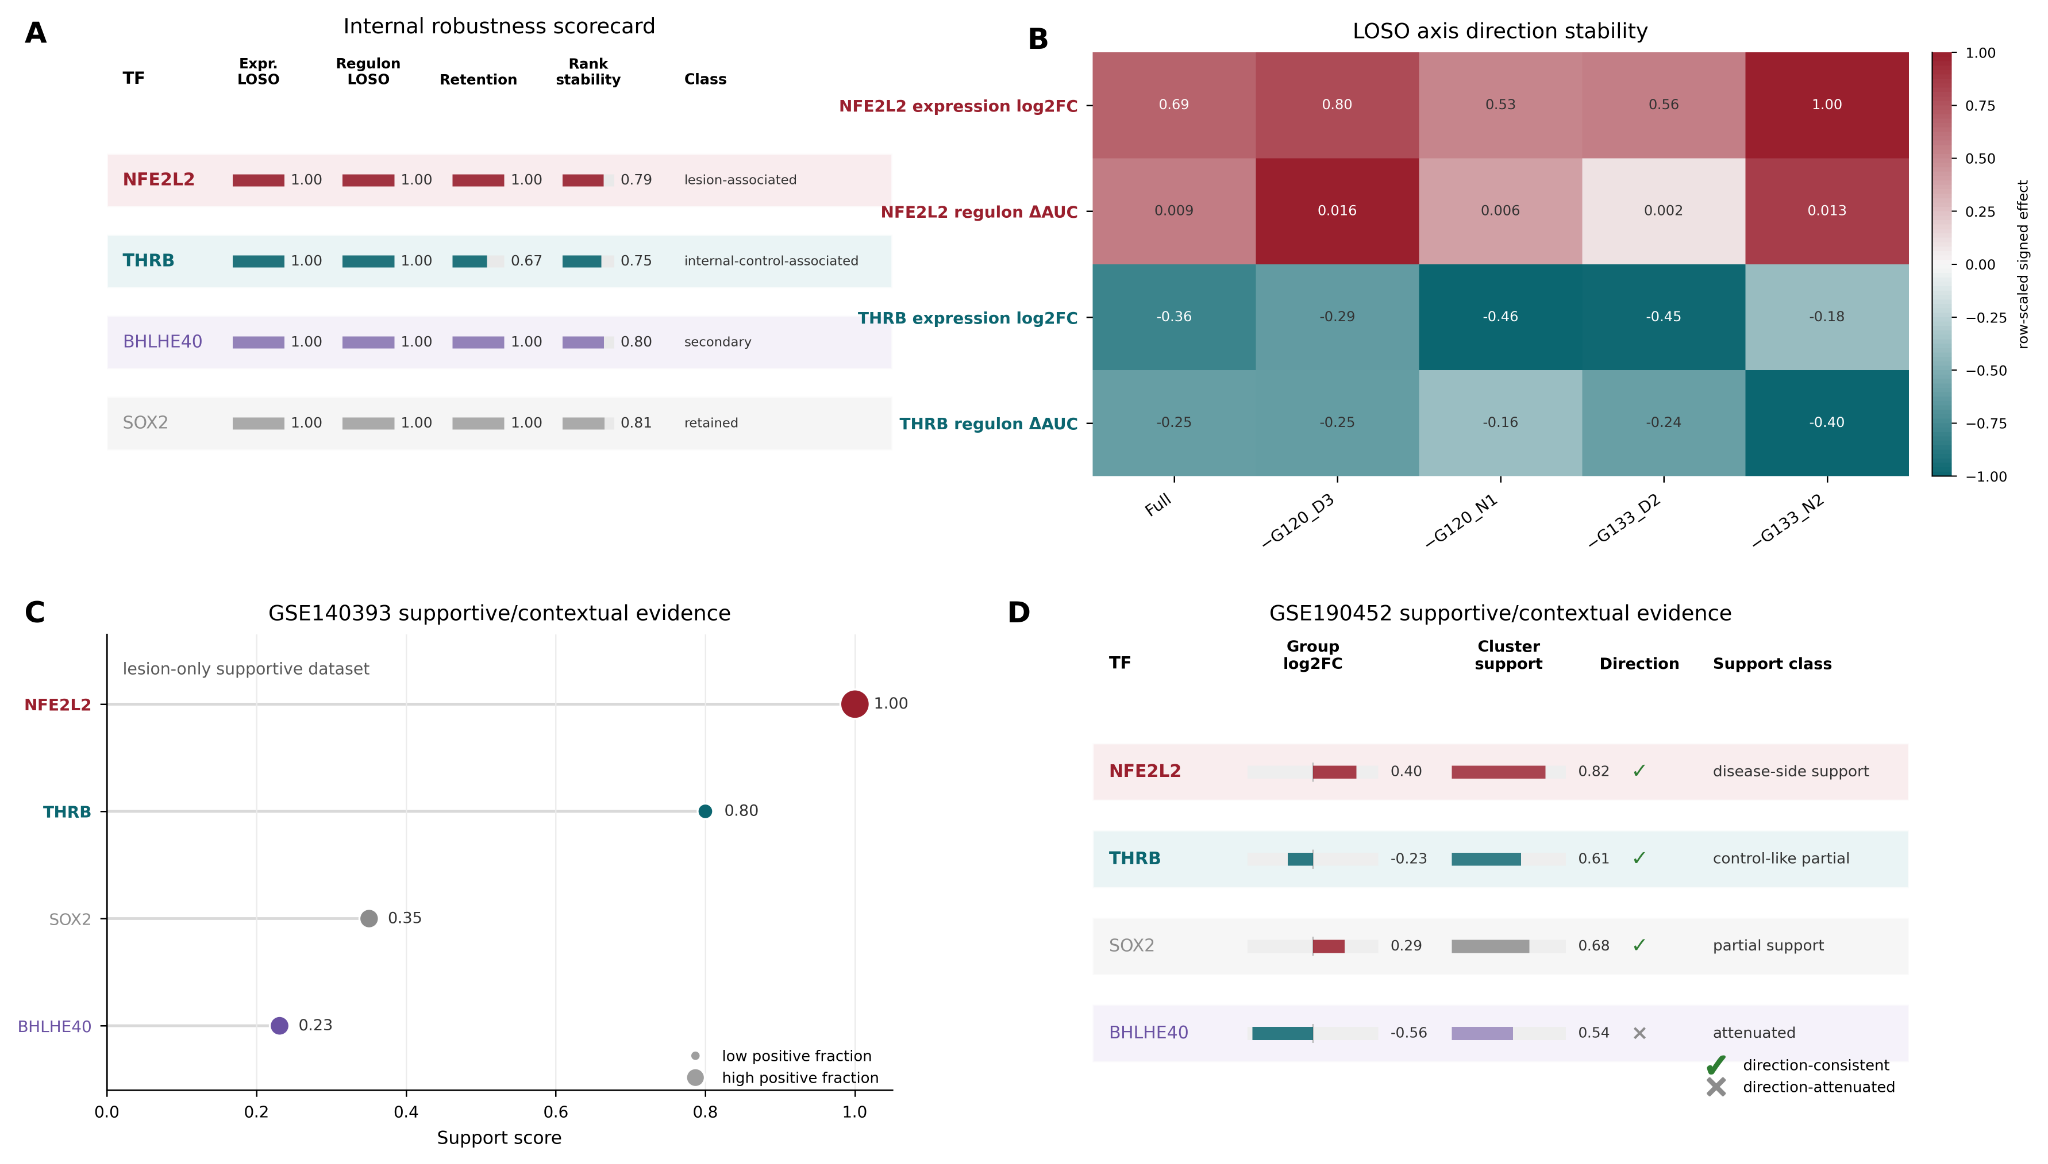 A
Internal robustness scorecard
TF
Expr.
LOSO
Regulon
LOSO
Retention
Rank
stability
Class
NFE2L2 1.00 1.00 1.00 0.79 lesion-associated
THRB 1.00 1.00 0.67 0.75 internal-control-associated
BHLHE40 1.00 1.00 1.00 0.80 secondary
SOX2 1.00 1.00 1.00 0.81 retained
B
LOSO axis direction stability
NFE2L2 expression log2FC 0.69 0.80 0.53 0.56 1.00
NFE2L2 regulon ΔAUC 0.009 0.016 0.006 0.002 0.013
THRB expression log2FC -0.36 -0.29 -0.46 -0.45 -0.18
THRB regulon ΔAUC -0.25 -0.25 -0.16 -0.24 -0.40
Full −G120_D3 −G120_N1 −G133_D2 −G133_N2
1.00
0.75
0.50
0.25
0.00
−0.25
−0.50
−0.75
−1.00
row-scaled signed effect
C
GSE140393 supportive/contextual evidence
lesion-only supportive dataset
NFE2L2 1.00
THRB 0.80
SOX2 0.35
BHLHE40 0.23
low positive fraction
high positive fraction
0.0 0.2 0.4 0.6 0.8 1.0
Support score
D
GSE190452 supportive/contextual evidence
TF
Group
log2FC
Cluster
support
Direction
Support class
NFE2L2 0.40 0.82 ✓ disease-side support
THRB -0.23 0.61 ✓ control-like partial
SOX2 0.29 0.68 ✓ partial support
BHLHE40 -0.56 0.54 ✕ attenuated
✓ direction-consistent
✕ direction-attenuated